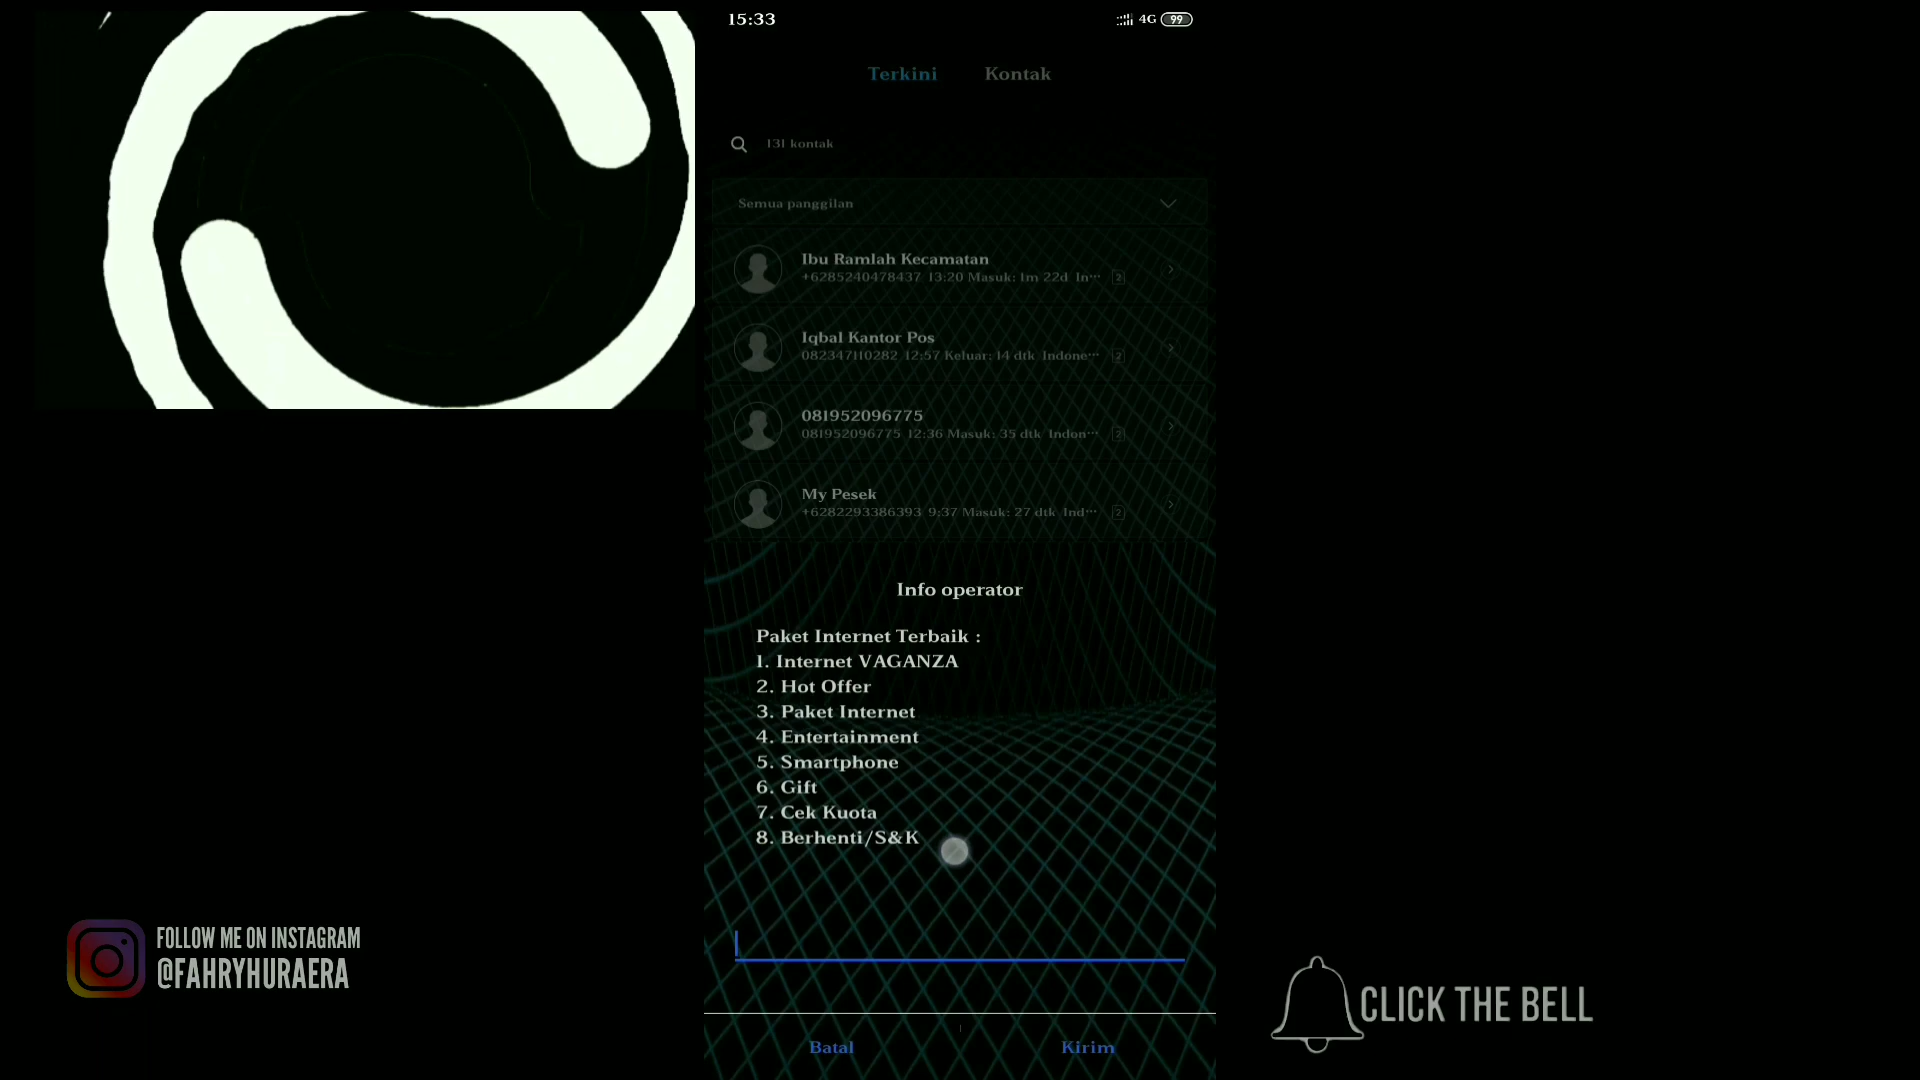 15:33
4G 99
Terkini Kontak
131 kontak
Semua panggilan
Ibu Ramlah Kecamatan
+6285240478437 13:20 Masuk: 1m 22d In··· 2
Iqbal Kantor Pos
082347110282 12:57 Keluar: 14 dtk Indone··· 2
081952096775
081952096775 12:36 Masuk: 35 dtk Indon··· 2
My Pesek
+6282293386393 9:37 Masuk: 27 dtk Ind··· 2
Info operator
Paket Internet Terbaik :
1. Internet VAGANZA
2. Hot Offer
3. Paket Internet
4. Entertainment
5. Smartphone
6. Gift
7. Cek Kuota
8. Berhenti/S&K
Batal Kirim
FOLLOW ME ON INSTAGRAM
@FAHRYHURAERA
CLICK THE BELL